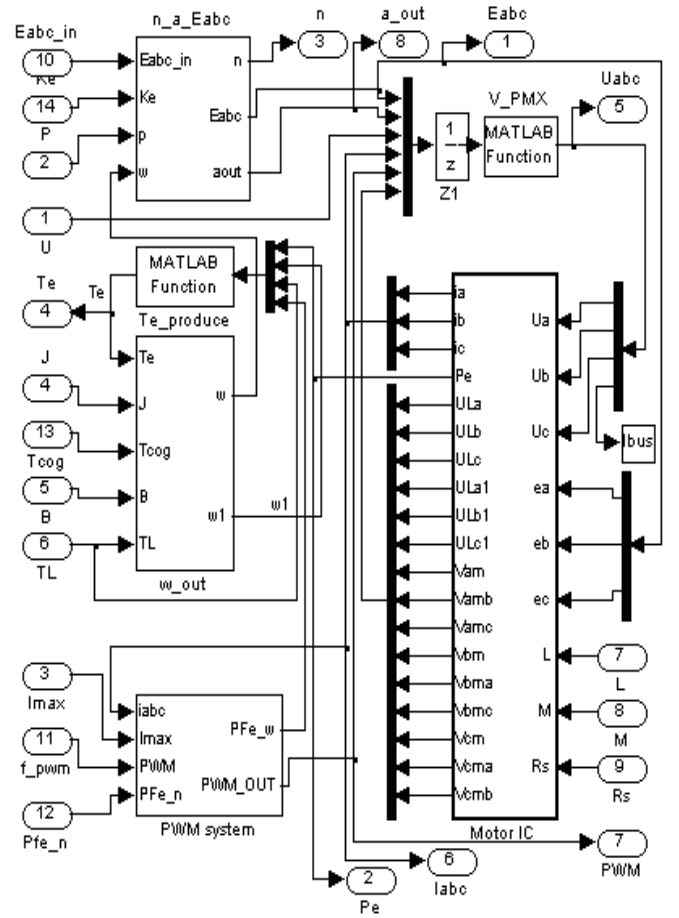 n_a_Eabc
n
a_out
Eabc
Eabc_in
10
Ke
14
P
2
Eabc_in
n
Ke
Eabc
p
w
aout
3
8
1
Uabc
5
V_PMX
1
z
Z1
MATLAB
Function
1
U
Te
4
Te
MATLAB
Function
Te_produce
J
4
13
Tcog
5
B
6
TL
Te
w
J
Tcog
B
w1
TL
w1
w_out
ia
ib
ic
Pe
ULa
ULb
ULc
ULa1
ULb1
ULc1
Vam
Vamb
Vamc
Vbm
Vbma
Vbmc
Vcm
Vcma
Vcmb
Ua
Ub
Uc
ea
eb
ec
L
M
Rs
Motor IC
Ibus
7
L
8
M
9
Rs
7
PWM
3
Imax
11
f_pwm
12
Pfe_n
iabc
Imax
PFe_w
PWM
PWM_OUT
PFe_n
PWM system
6
Iabc
2
Pe